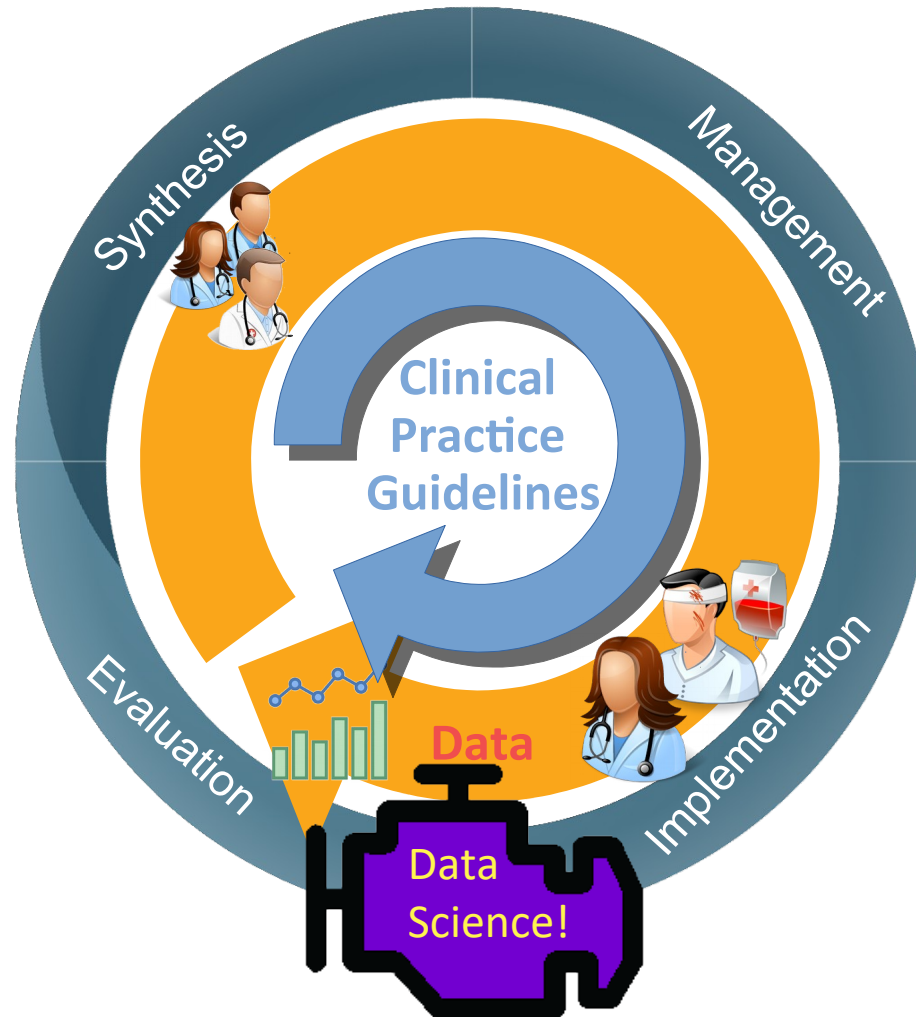 Synthesis
Management
Clinical
Practice
Guidelines
Evaluation
Data
Implementation
Data
Science!